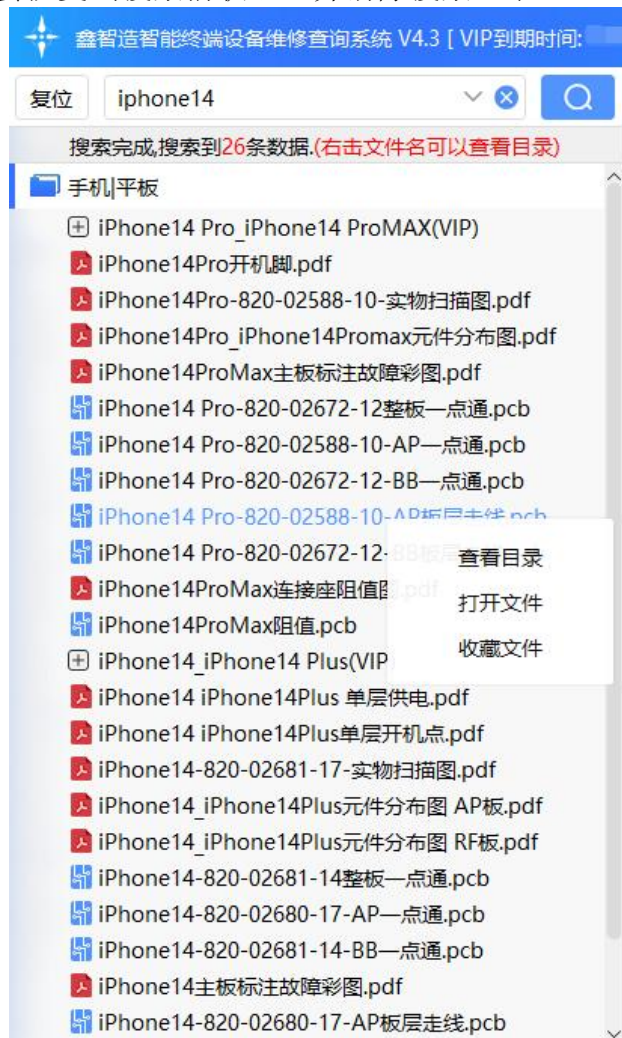 鑫智造智能终端设备维修查询系统 V4.3 [ VIP到期时间:
复位 iphone14
搜索完成,搜索到26条数据.(右击文件名可以查看目录)
手机|平板
iPhone14 Pro_iPhone14 ProMAX(VIP)
iPhone14Pro开机脚.pdf
iPhone14Pro-820-02588-10-实物扫描图.pdf
iPhone14Pro_iPhone14Promax元件分布图.pdf
iPhone14ProMax主板标注故障彩图.pdf
iPhone14 Pro-820-02672-12整板—点通.pcb
iPhone14 Pro-820-02588-10-AP—点通.pcb
iPhone14 Pro-820-02672-12-BB—点通.pcb
iPhone14 Pro-820-02588-10-AP板层走线.pcb
iPhone14 Pro-820-02672-12-BB板层
查看目录
iPhone14ProMax连接座阻值图.pdf
打开文件
iPhone14ProMax阻值.pcb
收藏文件
iPhone14_iPhone14 Plus(VIP
iPhone14 iPhone14Plus 单层供电.pdf
iPhone14 iPhone14Plus单层开机点.pdf
iPhone14-820-02681-17-实物扫描图.pdf
iPhone14_iPhone14Plus元件分布图 AP板.pdf
iPhone14_iPhone14Plus元件分布图 RF板.pdf
iPhone14-820-02681-14整板—点通.pcb
iPhone14-820-02680-17-AP—点通.pcb
iPhone14-820-02681-14-BB—点通.pcb
iPhone14主板标注故障彩图.pdf
iPhone14-820-02680-17-AP板层走线.pcb